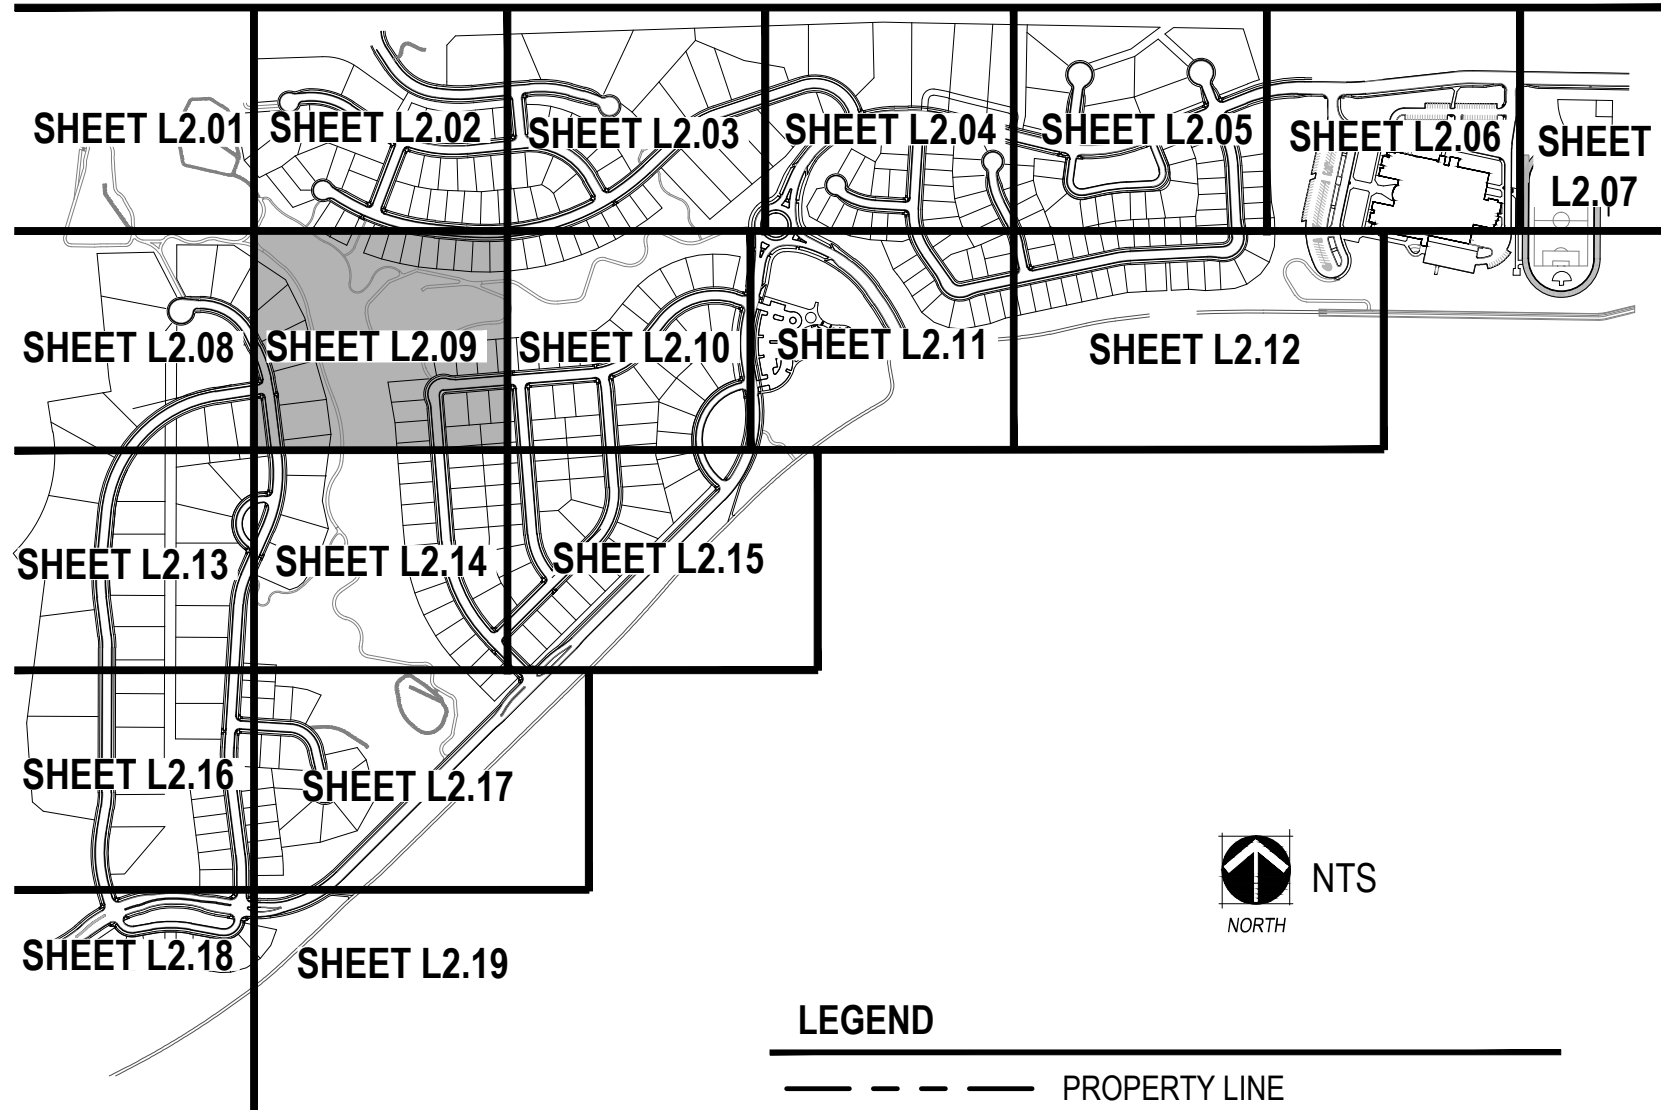 SHEET L2.01
SHEET L2.02
SHEET L2.03
SHEET L2.04
SHEET L2.05
SHEET L2.06
SHEET
L2.07
SHEET L2.08
SHEET L2.09
SHEET L2.10
SHEET L2.11
SHEET L2.12
SHEET L2.13
SHEET L2.14
SHEET L2.15
SHEET L2.16
SHEET L2.17
SHEET L2.18
SHEET L2.19
NTS
NORTH
LEGEND
PROPERTY LINE